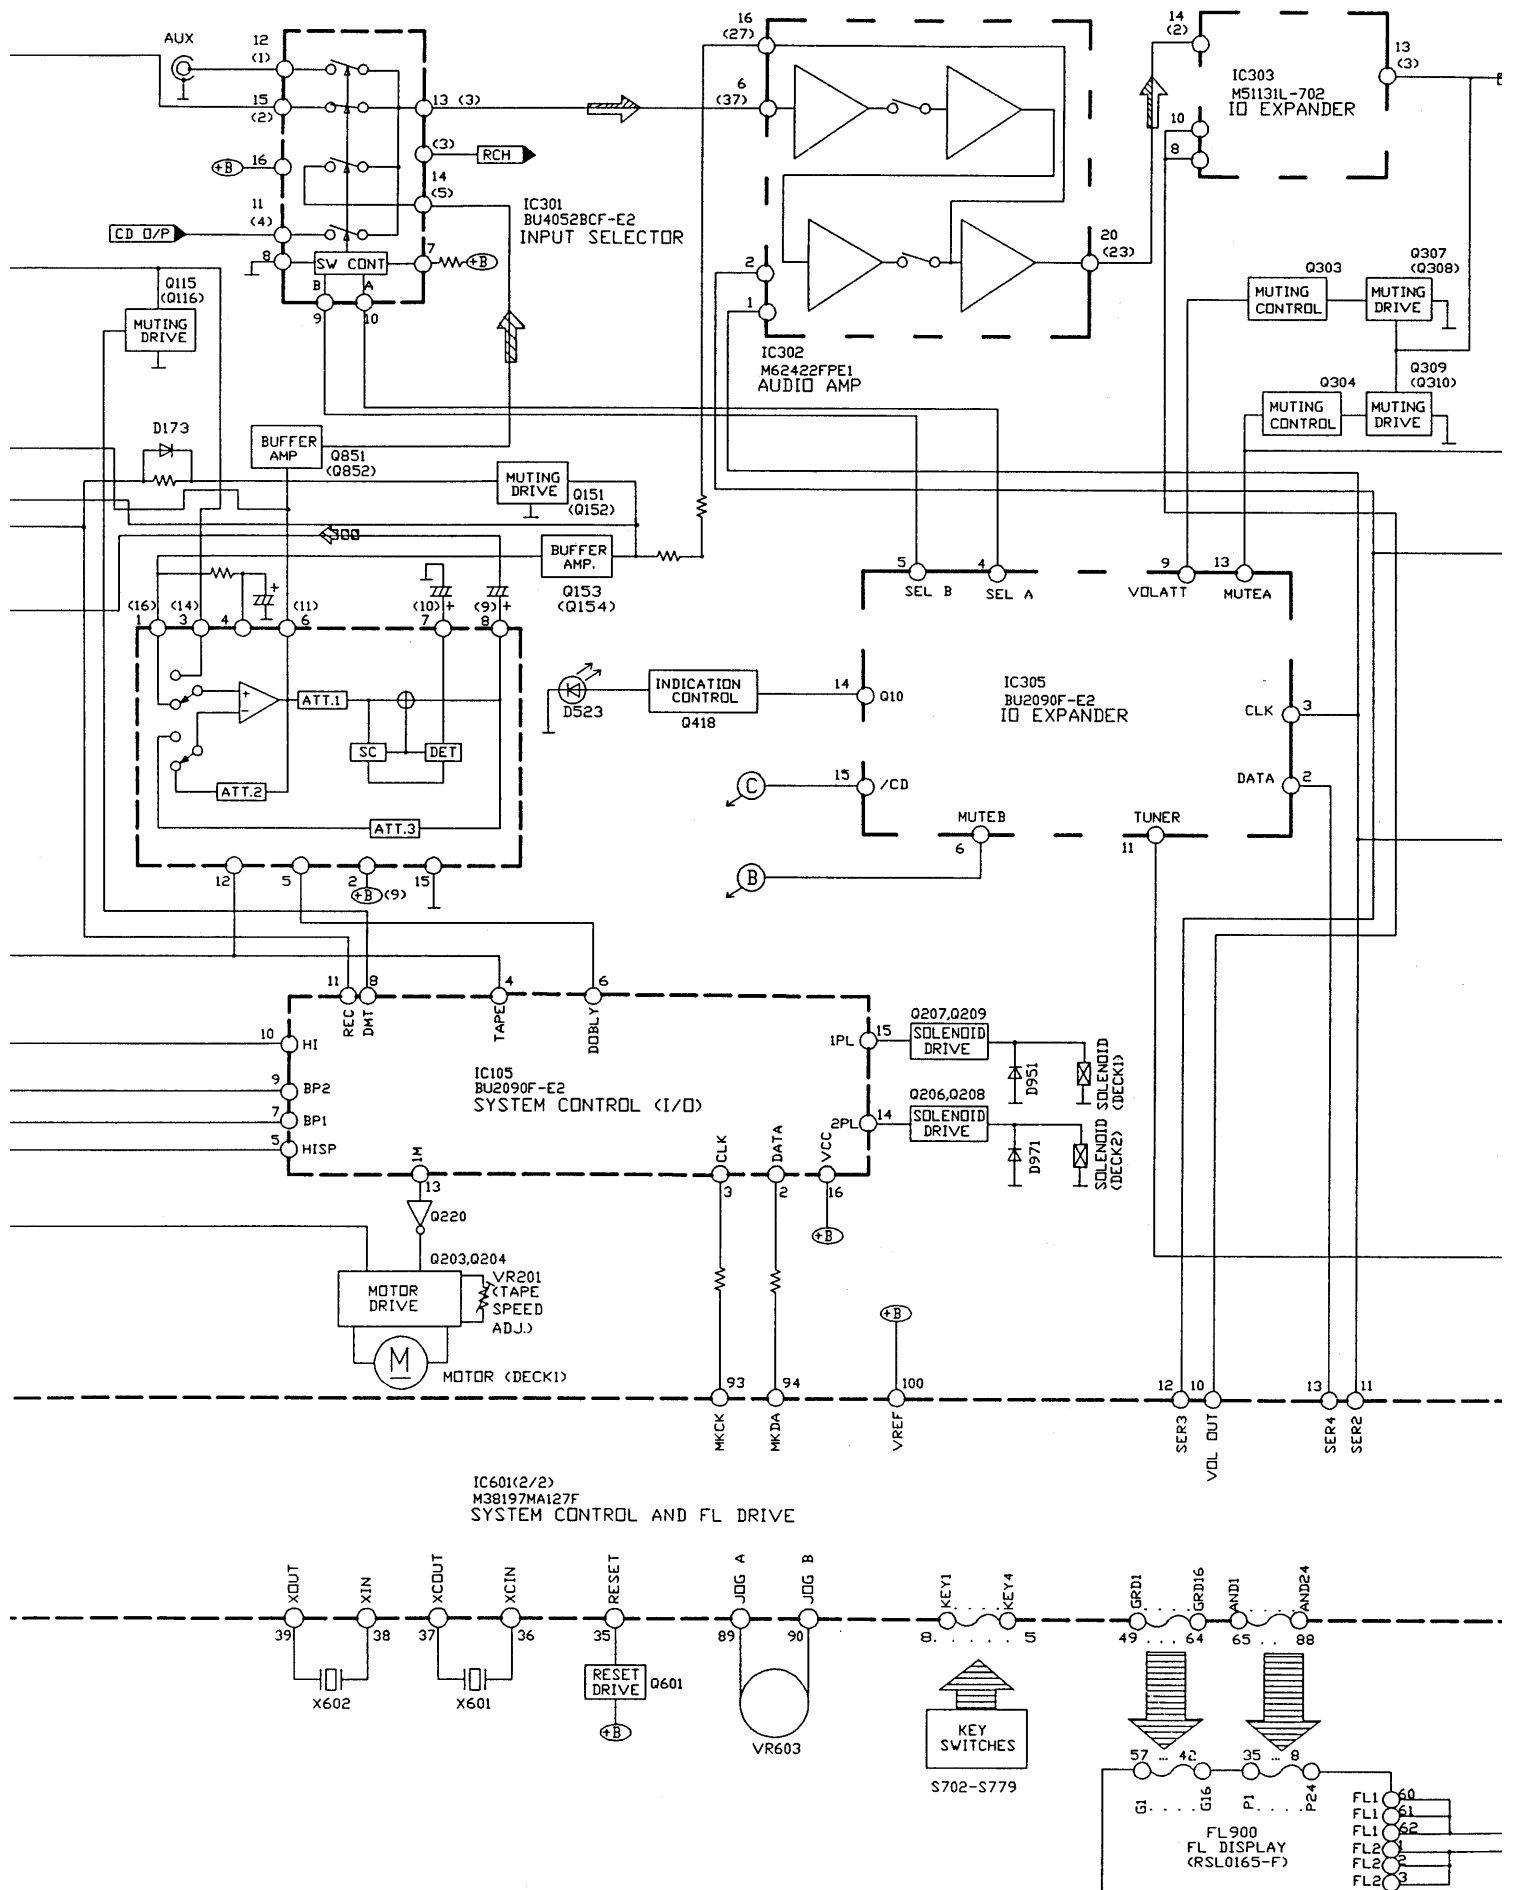 AUX
12
(1)
15
(2)
13 (3)
(3)
RCH
16
+B
14
(5)
11
(4)
CD O/P
8
SW CONT
7
+B
B
A
9
10
IC301
BU4052BCF-E2
INPUT SELECTOR
16
(27)
6
(37)
2
1
20
(23)
IC302
M62422FPE1
AUDIO AMP
14
(2)
13
(3)
10
8
IC303
M51131L-702
IO EXPANDER
Q303
MUTING
CONTROL
Q307
(Q308)
MUTING
DRIVE
Q304
MUTING
CONTROL
Q309
(Q310)
MUTING
DRIVE
Q115
(Q116)
MUTING
DRIVE
D173
BUFFER
AMP
Q851
(Q852)
MUTING
DRIVE
Q151
(Q152)
BUFFER
AMP.
Q153
(Q154)
(16)
(14)
(11)
(10)
+
(9)
+
+
1
3
4
6
7
8
+
−
ATT.1
SC
DET
ATT.2
ATT.3
12
5
2
15
+B
(9)
5
4
9
13
SEL B
SEL A
VOLATT
MUTEA
D523
INDICATION
CONTROL
Q418
14
Q10
IC305
BU2090F-E2
IO EXPANDER
CLK
3
DATA
2
C
15
/CD
MUTEB
6
TUNER
11
B
11
8
4
6
REC
DMT
TAPE
DOBLY
10
HI
9
BP2
7
BP1
5
HISP
IC105
BU2090F-E2
SYSTEM CONTROL (I/O)
1PL
15
Q207,Q209
SOLENOID
DRIVE
D951
SOLENOID
(DECK1)
2PL
14
Q206,Q208
SOLENOID
DRIVE
D971
SOLENOID
(DECK2)
1M
13
CLK
3
DATA
2
VCC
16
+B
Q220
Q203,Q204
MOTOR
DRIVE
VR201
(TAPE
SPEED
ADJ.)
M
MOTOR (DECK1)
+B
93
94
100
12
10
13
11
MKCK
MKDA
VREF
SER3
VOL OUT
SER4
SER2
IC601(2/2)
M38197MA127F
SYSTEM CONTROL AND FL DRIVE
XOUT
XIN
XCOUT
XCIN
RESET
JOG A
JOG B
KEY1
KEY4
GRD1
GRD16
AND1
AND24
39
38
37
36
35
89
90
8. . . . . . 5
49 . . . 64
65 . . 88
X602
X601
RESET
DRIVE
Q601
+B
VR603
KEY
SWITCHES
S702-S779
57 ... 42
35 ... 8
G1 . . . . G16
P1 . . . . . P24
FL900
FL DISPLAY
(RSL0165-F)
FL1 60
FL1 61
FL1 62
FL2 1
FL2 2
FL2 3